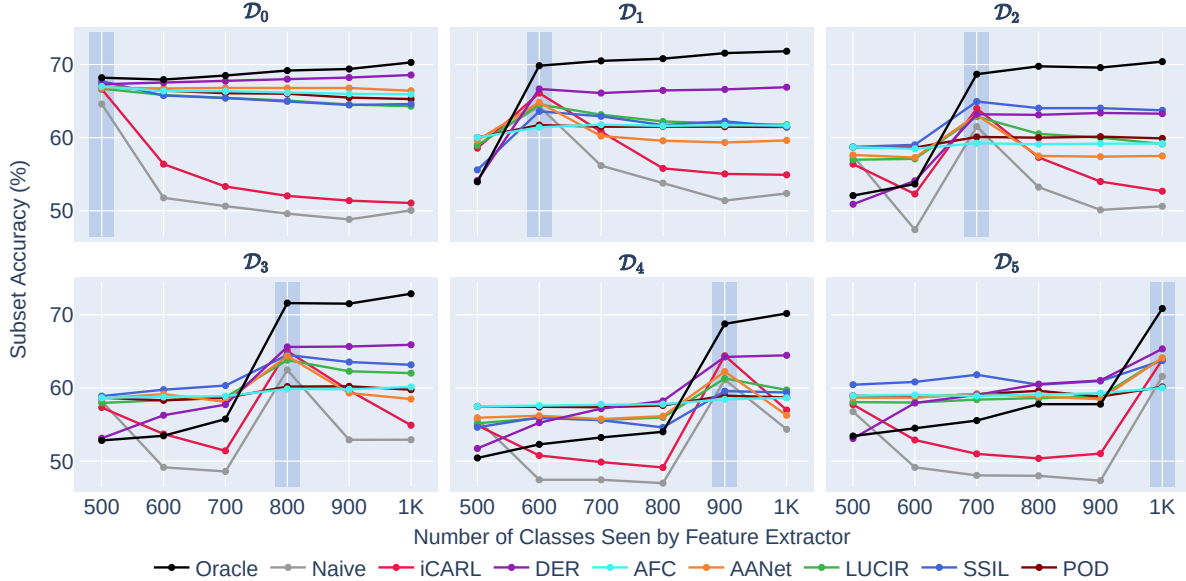 𝒟₀ 𝒟₁ 𝒟₂
70
60
50
𝒟₃ 𝒟₄ 𝒟₅
70
60
50
Subset Accuracy (%)
500 600 700 800 900 1K 500 600 700 800 900 1K 500 600 700 800 900 1K
Number of Classes Seen by Feature Extractor
Oracle Naive iCARL DER AFC AANet LUCIR SSIL POD